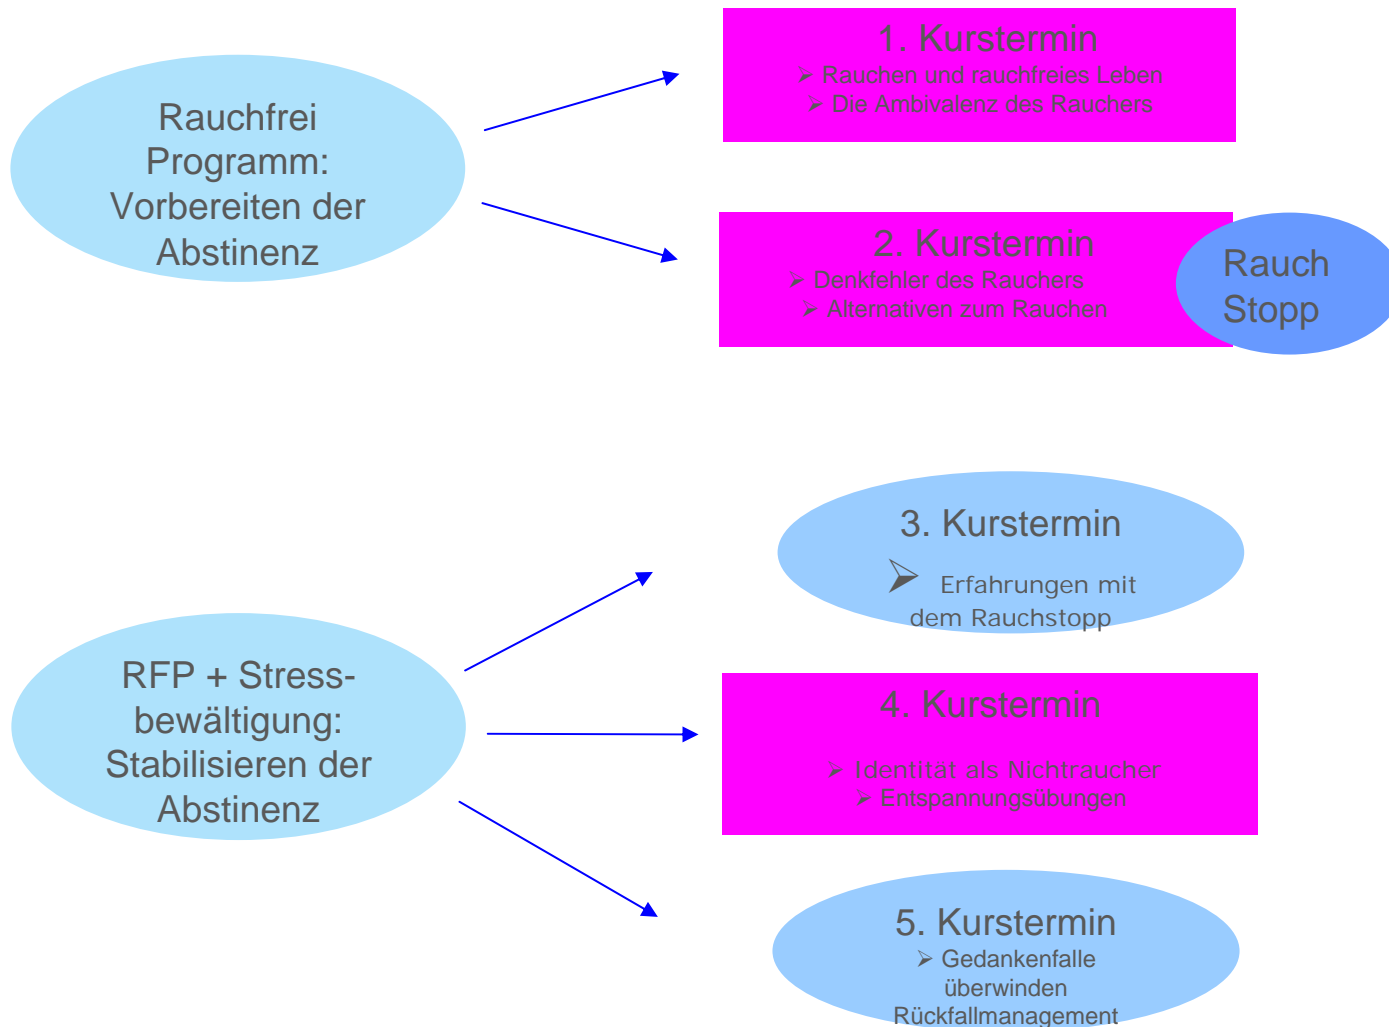 Rauchfrei
Programm:
Vorbereiten der
Abstinenz
1. Kurstermin
➢ Rauchen und rauchfreies Leben
➢ Die Ambivalenz des Rauchers
2. Kurstermin
➢ Denkfehler des Rauchers
➢ Alternativen zum Rauchen
Rauch
Stopp
RFP + Stress-
bewältigung:
Stabilisieren der
Abstinenz
3. Kurstermin
➢ Erfahrungen mit
dem Rauchstopp
4. Kurstermin
➢ Identität als Nichtraucher
➢ Entspannungsübungen
5. Kurstermin
➢ Gedankenfalle
überwinden
Rückfallmanagement